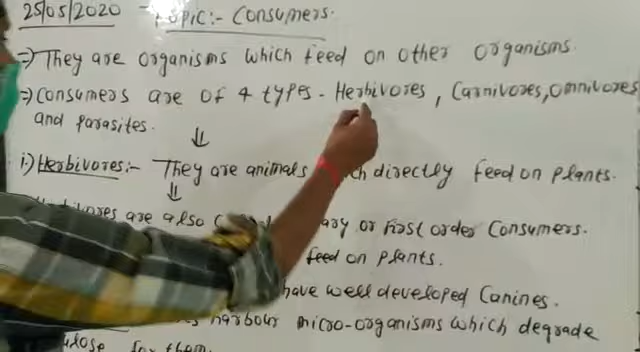 25/05/2020 Topic:- Consumers.
⇒ They are organisms which feed on other organisms.
⇒ Consumers are of 4 types - Herbivores, Carnivores, Omnivores
and Parasites.
i) Herbivores:- They are animals directly feed on plants.
are also or First order Consumers.
feed on plants.
have well developed Canines.
harbour micro-organisms which degrade
for them.